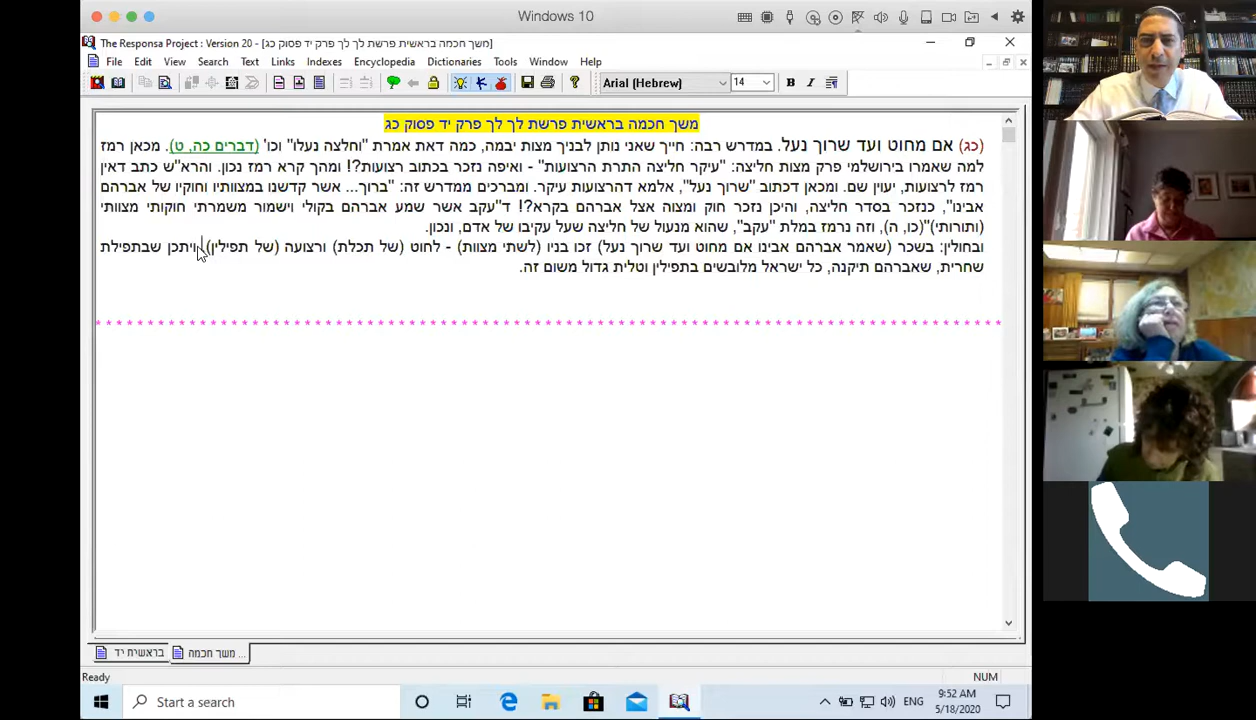 Windows 10
The Responsa Project : Version 20 - [משך חכמה בראשית פרשת לך לך פרק יד פסוק כג]
File Edit View Search Text Links Indexes Encyclopedia Dictionaries Tools Window Help
Arial (Hebrew) 14 B I
משך חכמה בראשית פרשת לך לך פרק יד פסוק כג
(כג) אם מחוט ועד שרוך נעל. במדרש רבה: חייך שאני נותן לבניך מצות יבמה, כמה דאת אמרת "וחלצה נעלו" וכו' (דברים כה, ט). מכאן רמז
למה שאמרו בירושלמי פרק מצות חליצה: "עיקר חליצה התרת הרצועות" - ואיפה נזכר בכתוב רצועות?! ומהך קרא רמז נכון. והרא"ש כתב דאין
רמז לרצועות, יעוין שם. ומכאן דכתוב "שרוך נעל", אלמא דהרצועות עיקר. ומברכים ממדרש זה: "ברוך... אשר קדשנו במצוותיו וחוקיו של אברהם
אבינו", כנזכר בסדר חליצה, והיכן נזכר חוק ומצוה אצל אברהם בקרא?! ד"עקב אשר שמע אברהם בקולי וישמור משמרתי חוקותי מצוותי
(ותורותי)"(כו, ה), וזה נרמז במלת "עקב", שהוא מנעול של חליצה שעל עקיבו של אדם, ונכון.
ובחולין: בשכר (שאמר אברהם אבינו אם מחוט ועד שרוך נעל) זכו בניו (לשתי מצוות) - לחוט (של תכלת) ורצועה (של תפילין) ויתכן שבתפילת
שחרית, שאברהם תיקנה, כל ישראל מלובשים בתפילין וטלית גדול משום זה.
* * * * * * * * * * * * * * * * * * * * * * * * * * * * * * * * * * * * * * * * * * * * * * * * * * * * * * * * * * * * * * * * * * * * * * * *
בראשית יד משך חכמה ...
Ready NUM
Start a search ENG 9:52 AM
5/18/2020